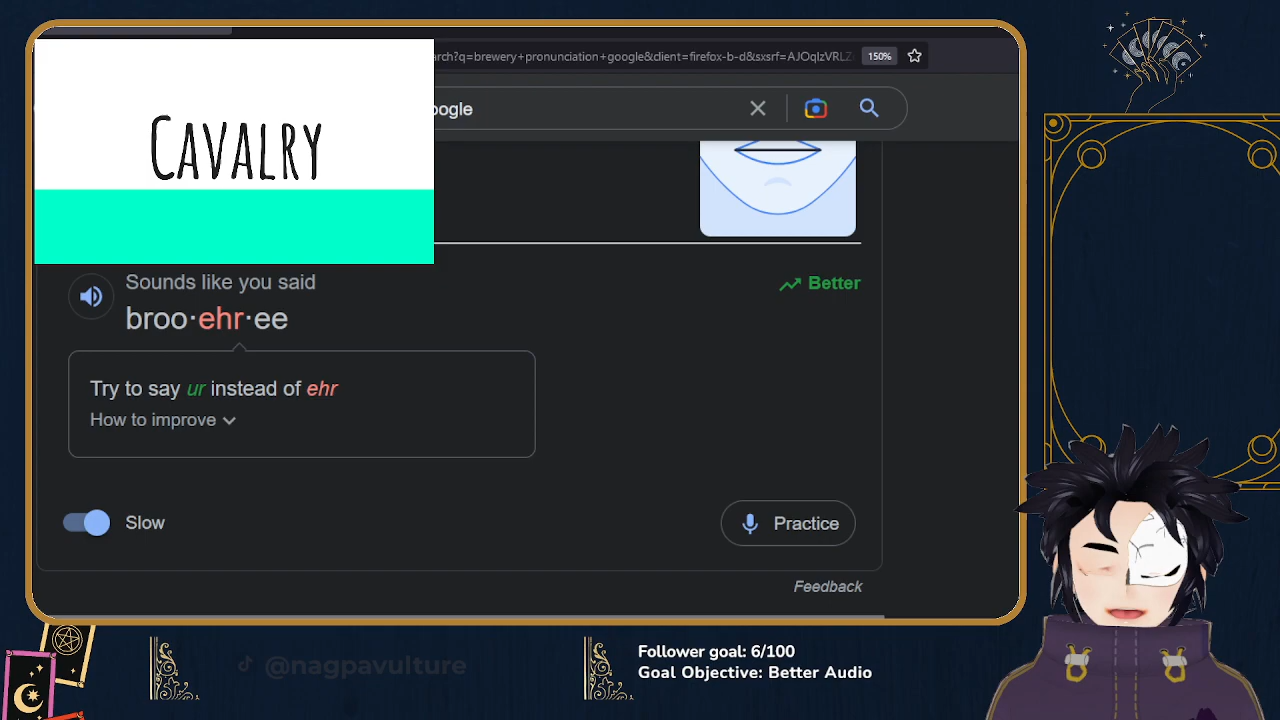 arch?q=brewery+pronunciation+google&client=firefox-b-d&sxsrf=AJOqlzVRLZ
150%
oogle
Cavalry
Sounds like you said
Better
broo·ehr·ee
Try to say ur instead of ehr
How to improve
Slow
Practice
Feedback
@nagpavulture
Follower goal: 6/100
Goal Objective: Better Audio